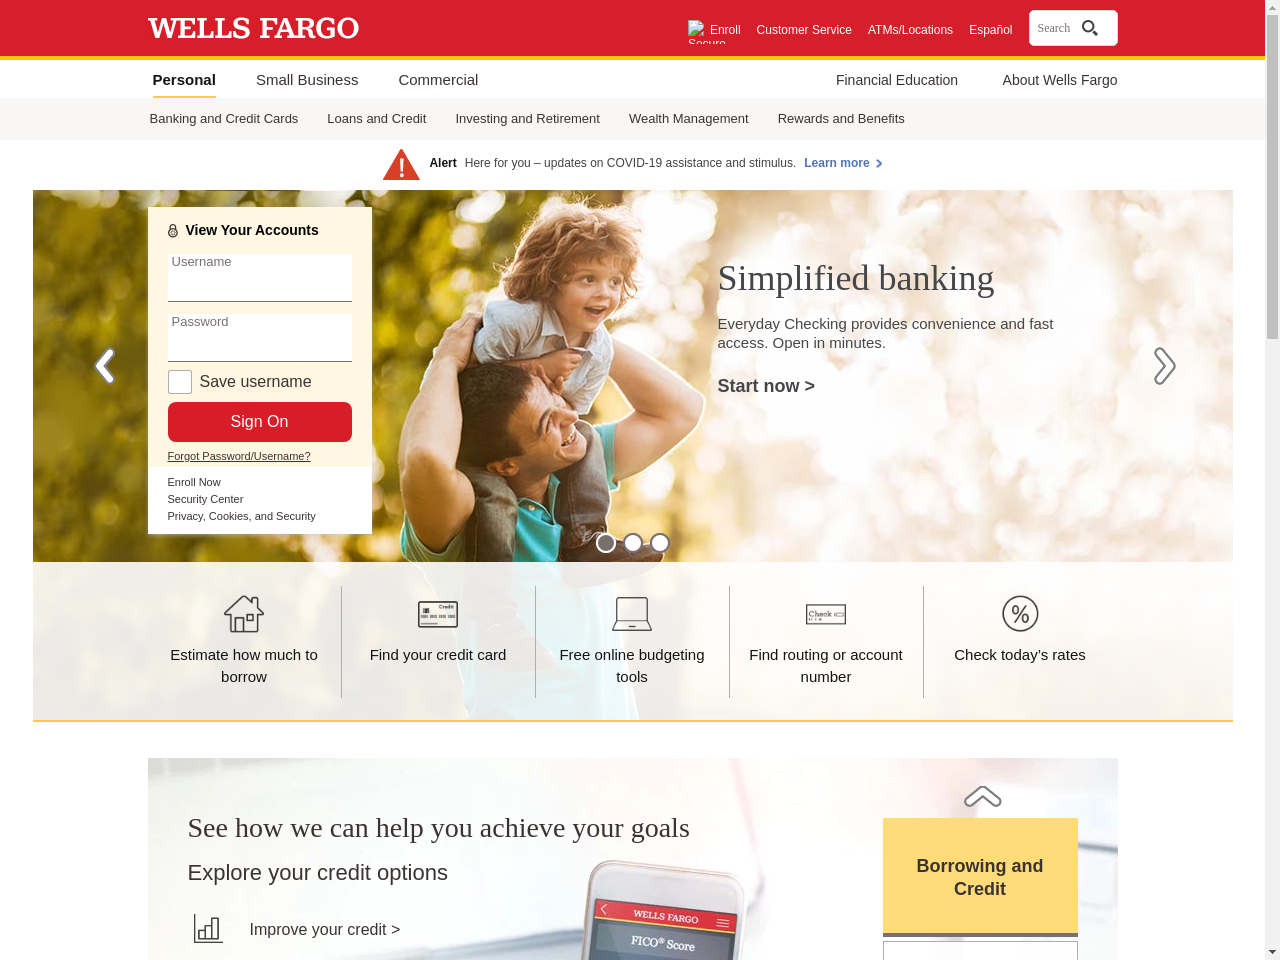 WELLS FARGO
Enroll
Customer Service
ATMs/Locations
Español
Search
Personal
Small Business
Commercial
Financial Education
About Wells Fargo
Banking and Credit Cards
Loans and Credit
Investing and Retirement
Wealth Management
Rewards and Benefits
Alert Here for you – updates on COVID-19 assistance and stimulus. Learn more
View Your Accounts
Username
Password
Save username
Sign On
Forgot Password/Username?
Enroll Now
Security Center
Privacy, Cookies, and Security
Simplified banking
Everyday Checking provides convenience and fast
access. Open in minutes.
Start now >
Credit
Check
%
Estimate how much to
borrow
Find your credit card
Free online budgeting
tools
Find routing or account
number
Check today’s rates
See how we can help you achieve your goals
Explore your credit options
Improve your credit >
WELLS FARGO
FICO® Score
Borrowing and
Credit